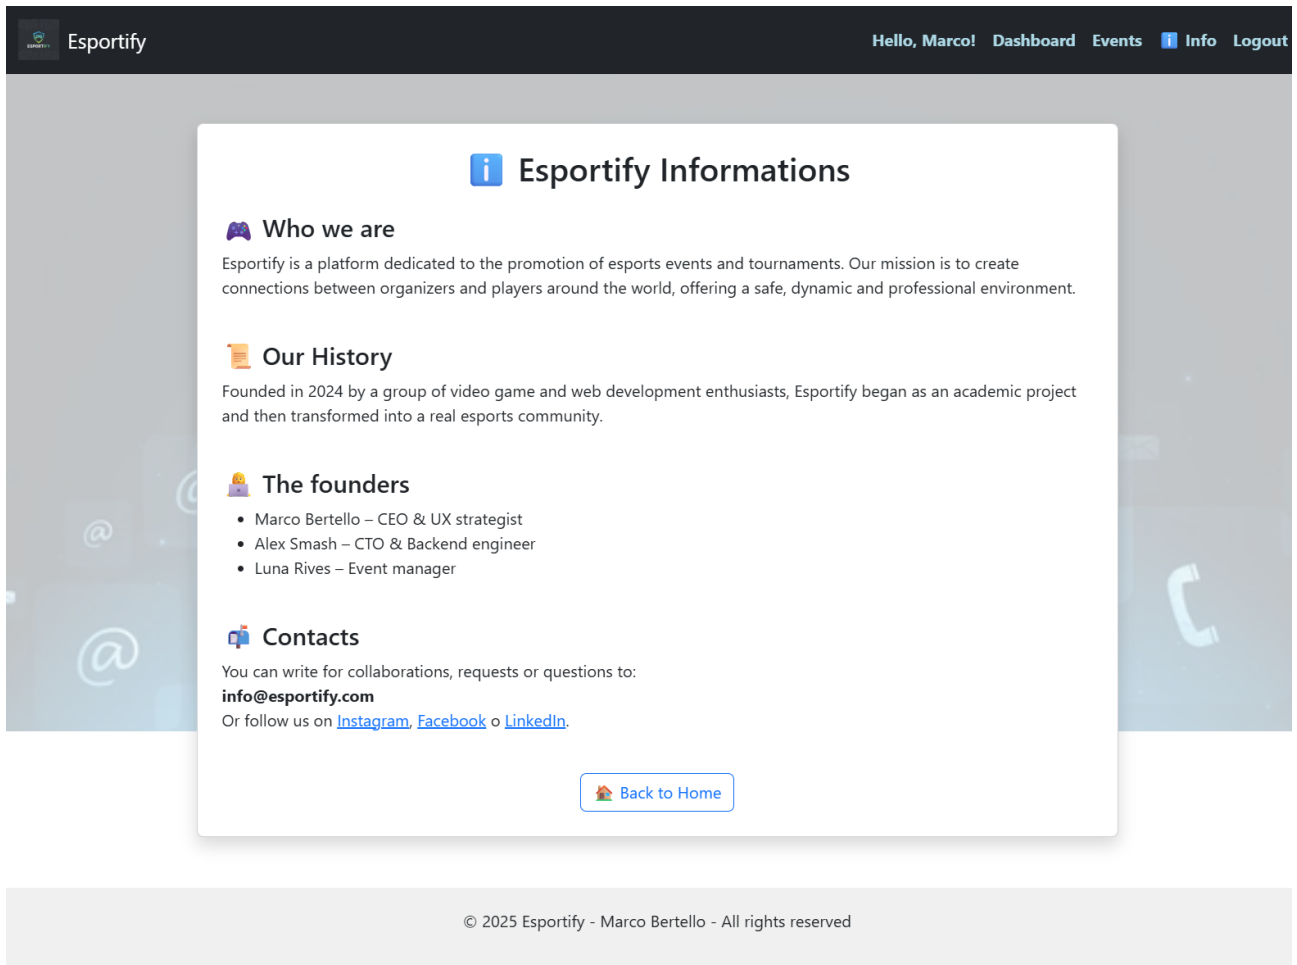 ESPORTIFY
Esportify
Hello, Marco!
Dashboard
Events
Info
Logout
Esportify Informations
Who we are
Esportify is a platform dedicated to the promotion of esports events and tournaments. Our mission is to create
connections between organizers and players around the world, offering a safe, dynamic and professional environment.
Our History
Founded in 2024 by a group of video game and web development enthusiasts, Esportify began as an academic project
and then transformed into a real esports community.
The founders
Marco Bertello – CEO & UX strategist
Alex Smash – CTO & Backend engineer
Luna Rives – Event manager
Contacts
You can write for collaborations, requests or questions to:
info@esportify.com
Or follow us on Instagram, Facebook o LinkedIn.
Back to Home
© 2025 Esportify - Marco Bertello - All rights reserved